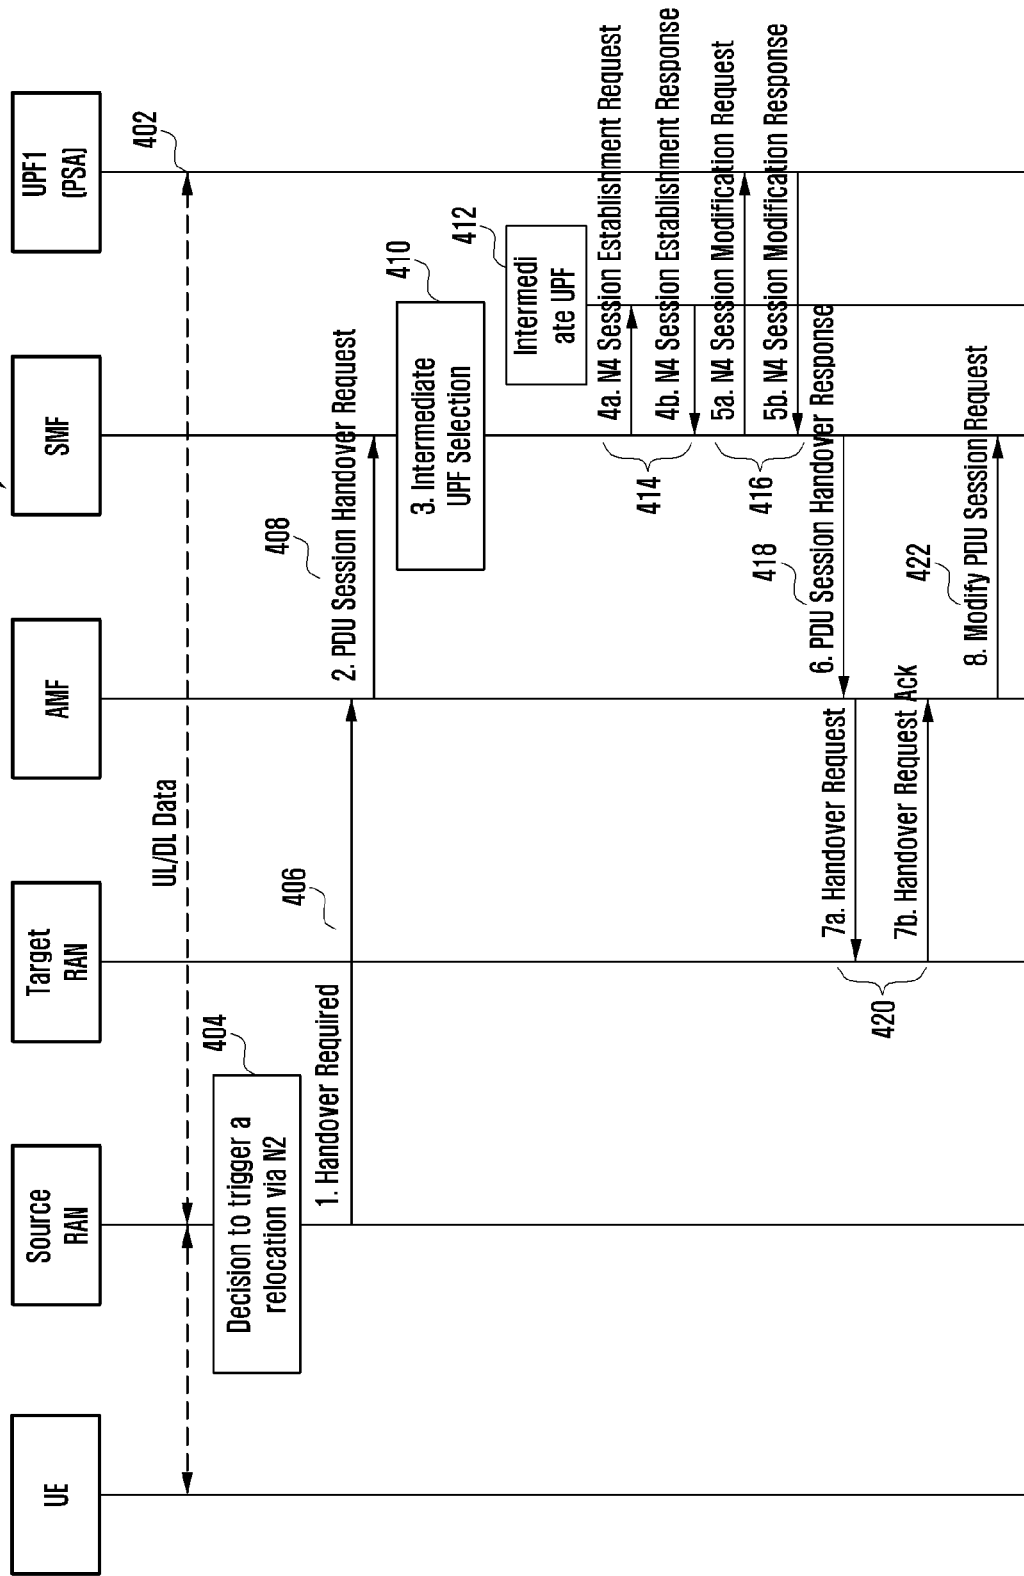 UE
Source
RAN
Target
RAN
AMF
SMF
UPF1
(PSA)
UL/DL Data
402
Decision to trigger a
relocation via N2
404
1. Handover Required
406
2. PDU Session Handover Request
408
3. Intermediate
UPF Selection
410
Intermedi
ate UPF
412
4a. N4 Session Establishment Request
4b. N4 Session Establishment Response
414
5a. N4 Session Modification Request
5b. N4 Session Modification Response
416
6. PDU Session Handover Response
418
7a. Handover Request
7b. Handover Request Ack
420
8. Modify PDU Session Request
422